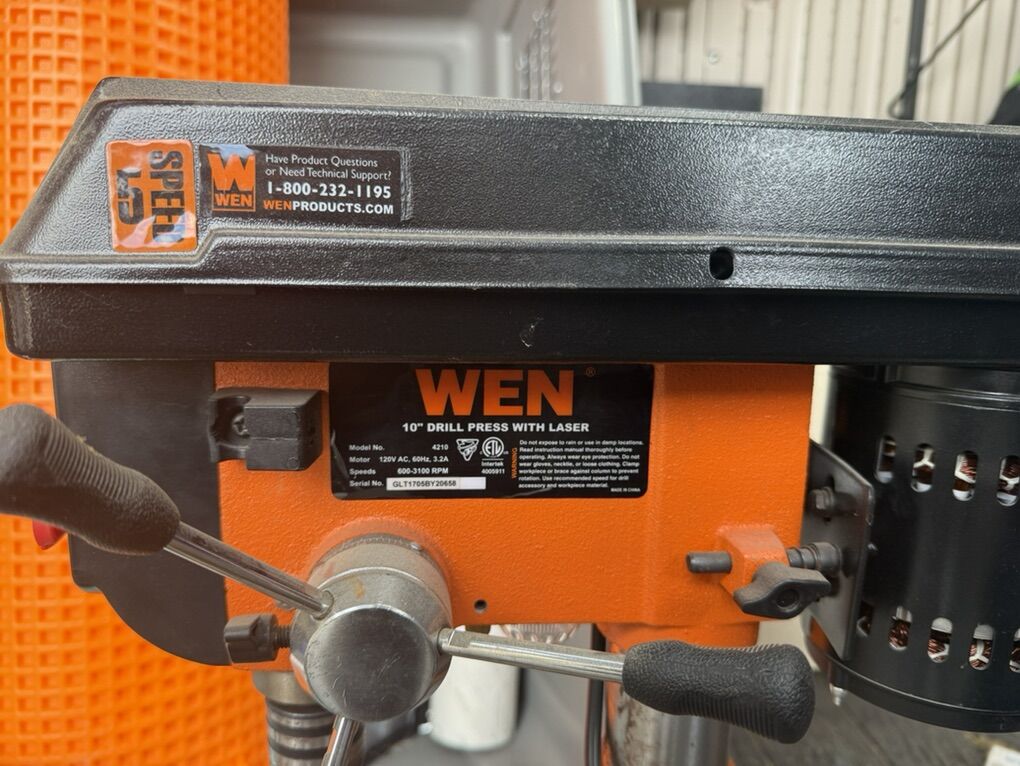 5 SPEED
W
WEN
Have Product Questions
or Need Technical Support?
1-800-232-1195
WENPRODUCTS.COM
WEN®
10" DRILL PRESS WITH LASER
Model No. 4210
Motor 120V AC, 60Hz, 3.2A
Speeds 600-3100 RPM
Serial No. GLT1705BY20658
ETL
Intertek
4005911
WARNING
Do not expose to rain or use in damp locations.
Read instruction manual thoroughly before
operating. Always wear eye protection. Do not
wear gloves, necktie, or loose clothing. Clamp
workpiece or brace against column to prevent
rotation. Use recommended speed for drill
accessory and workpiece material.
MADE IN CHINA